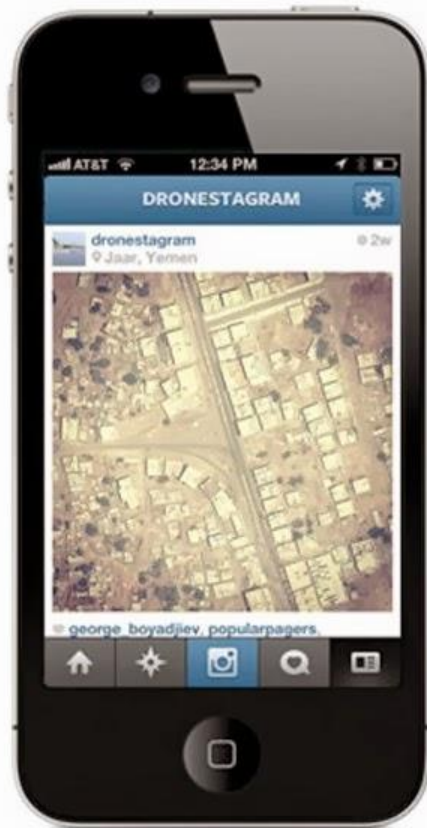 AT&T 12:34 PM
DRONESTAGRAM
dronestagram 2w
Jaar, Yemen
george_boyadjiev, popularpagers,